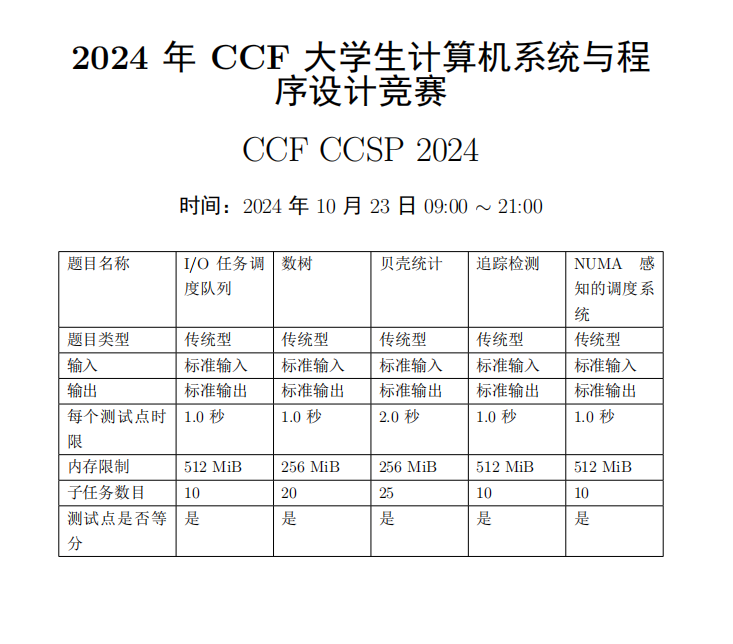 2024 年 CCF 大学生计算机系统与程
序设计竞赛
CCF CCSP 2024
时间：2024 年 10 月 23 日 09:00 ∼ 21:00
题目名称 I/O 任务调度队列 数树 贝壳统计 追踪检测 NUMA 感知的调度系统
题目类型 传统型 传统型 传统型 传统型 传统型
输入 标准输入 标准输入 标准输入 标准输入 标准输入
输出 标准输出 标准输出 标准输出 标准输出 标准输出
每个测试点时限 1.0 秒 1.0 秒 2.0 秒 1.0 秒 1.0 秒
内存限制 512 MiB 256 MiB 256 MiB 512 MiB 512 MiB
子任务数目 10 20 25 10 10
测试点是否等分 是 是 是 是 是